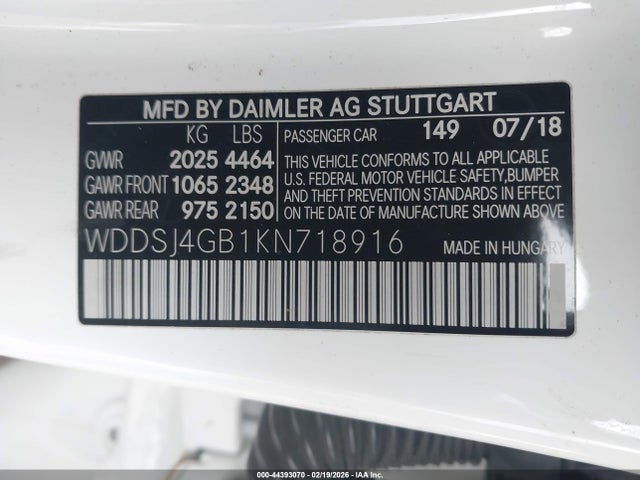 MFD BY DAIMLER AG STUTTGART
KG LBS
GVWR 2025 4464
GAWR FRONT 1065 2348
GAWR REAR 975 2150
PASSENGER CAR 149 07/18
THIS VEHICLE CONFORMS TO ALL APPLICABLE
U.S. FEDERAL MOTOR VEHICLE SAFETY,BUMPER
AND THEFT PREVENTION STANDARDS IN EFFECT
ON THE DATE OF MANUFACTURE SHOWN ABOVE.
WDDSJ4GB1KN718916 MADE IN HUNGARY
000-44393070 - 02/19/2026 - © IAA Inc.